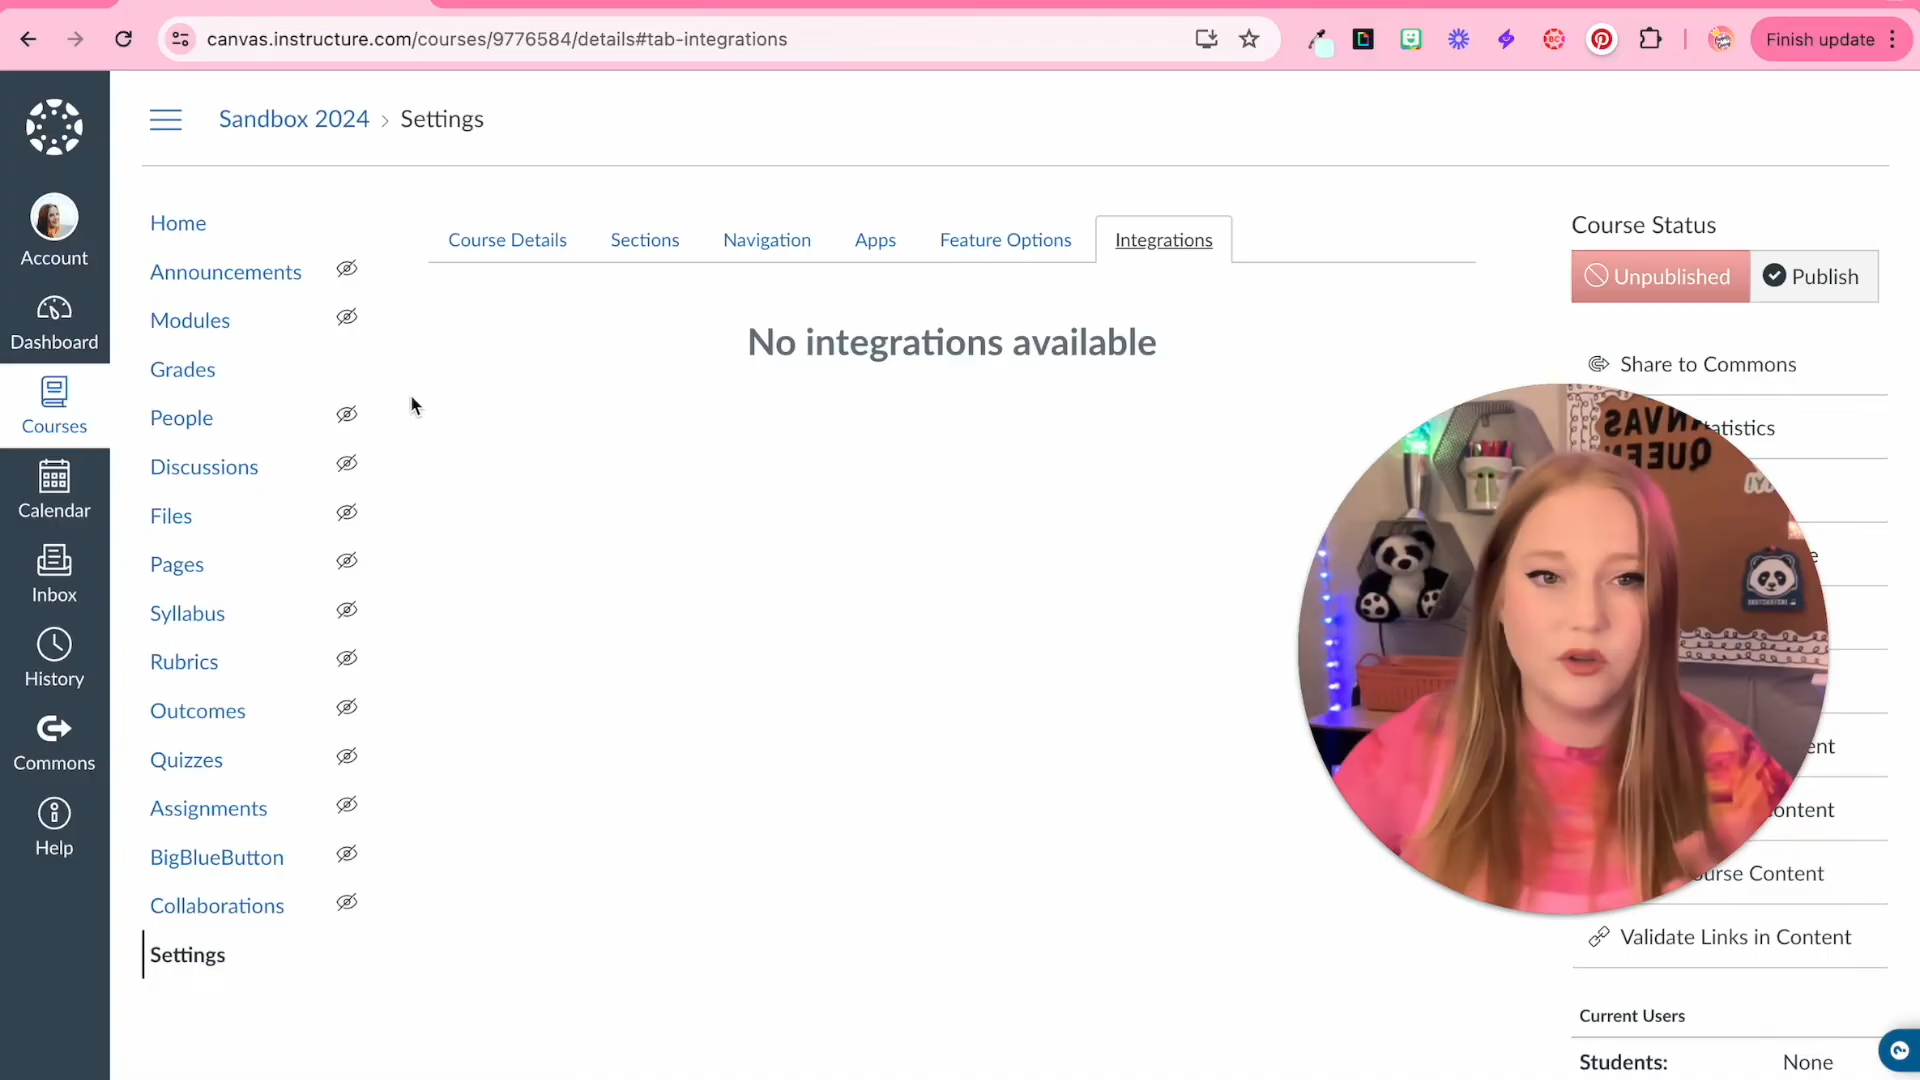 canvas.instructure.com/courses/9776584/details#tab-integrations
Finish update
Sandbox 2024 › Settings
Account
Dashboard
Courses
Calendar
Inbox
History
Commons
Help
Home
Announcements
Modules
Grades
People
Discussions
Files
Pages
Syllabus
Rubrics
Outcomes
Quizzes
Assignments
BigBlueButton
Collaborations
Settings
Course Details Sections Navigation Apps Feature Options Integrations
No integrations available
Course Status
Unpublished Publish
Share to Commons
CANVAS
QUEEN
Validate Links in Content
Current Users
Students: None